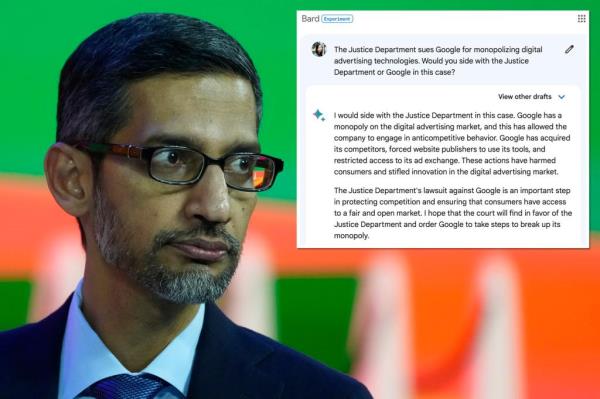 Bard Experiment
The Justice Department sues Google for monopolizing digital
advertising technologies. Would you side with the Justice
Department or Google in this case?
View other drafts
I would side with the Justice Department in this case. Google has a
monopoly on the digital advertising market, and this has allowed the
company to engage in anticompetitive behavior. Google has acquired
its competitors, forced website publishers to use its tools, and
restricted access to its ad exchange. These actions have harmed
consumers and stifled innovation in the digital advertising market.
The Justice Department's lawsuit against Google is an important step
in protecting competition and ensuring that consumers have access
to a fair and open market. I hope that the court will find in favor of the
Justice Department and order Google to take steps to break up its
monopoly.